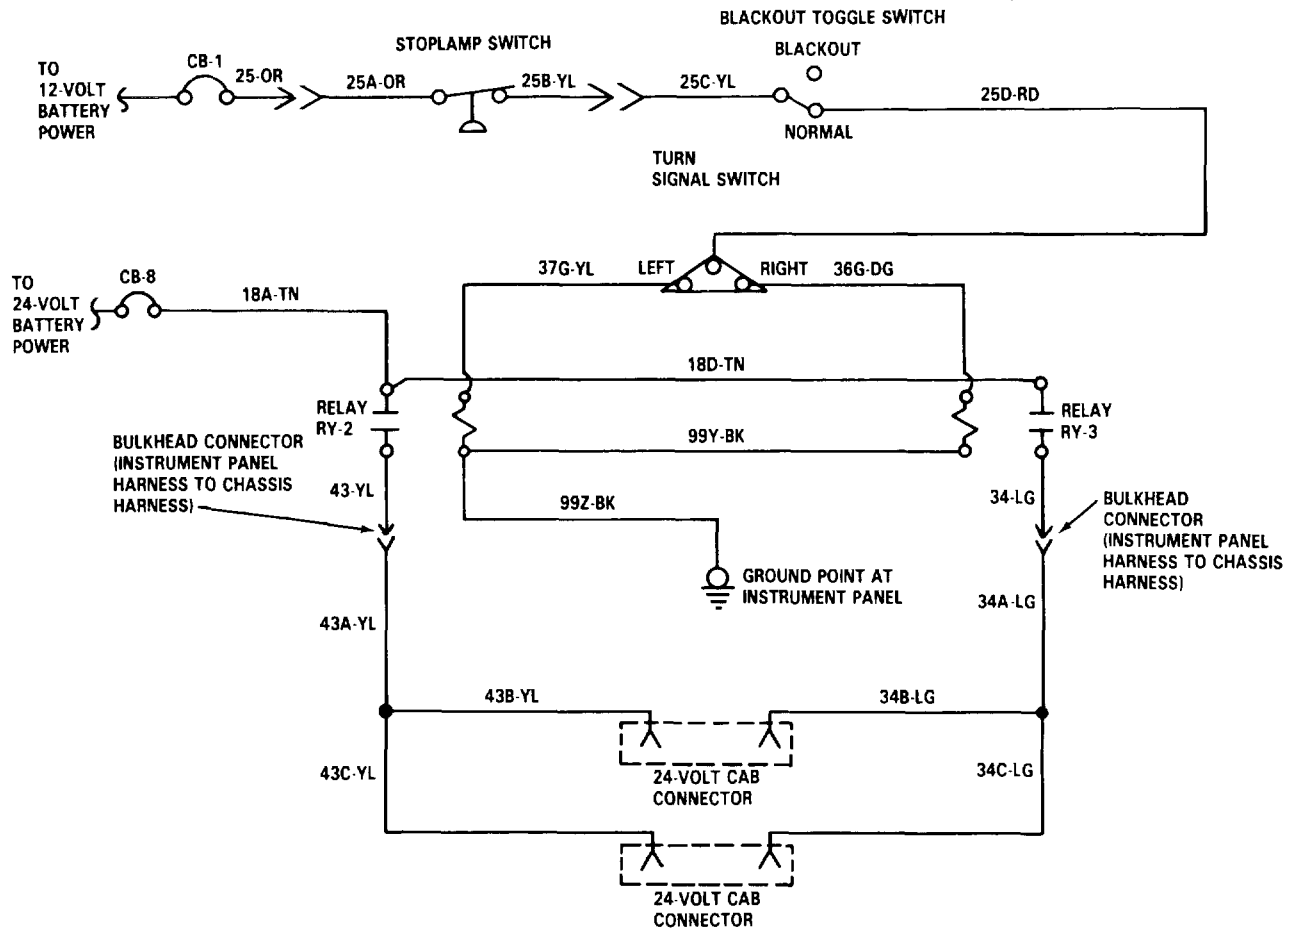 BLACKOUT TOGGLE SWITCH
STOPLAMP SWITCH
BLACKOUT
TO
12-VOLT
BATTERY
POWER
CB-1
25-OR
25A-OR
25B-YL
25C-YL
25D-RD
NORMAL
TURN
SIGNAL SWITCH
37G-YL
LEFT
RIGHT
36G-DG
TO
24-VOLT
BATTERY
POWER
CB-8
18A-TN
18D-TN
RELAY
RY-2
RELAY
RY-3
99Y-BK
BULKHEAD CONNECTOR
(INSTRUMENT PANEL
HARNESS TO CHASSIS
HARNESS)
43-YL
99Z-BK
34-LG
BULKHEAD
CONNECTOR
(INSTRUMENT PANEL
HARNESS TO CHASSIS
HARNESS)
GROUND POINT AT
INSTRUMENT PANEL
43A-YL
34A-LG
43B-YL
34B-LG
43C-YL
24-VOLT CAB
CONNECTOR
34C-LG
24-VOLT CAB
CONNECTOR